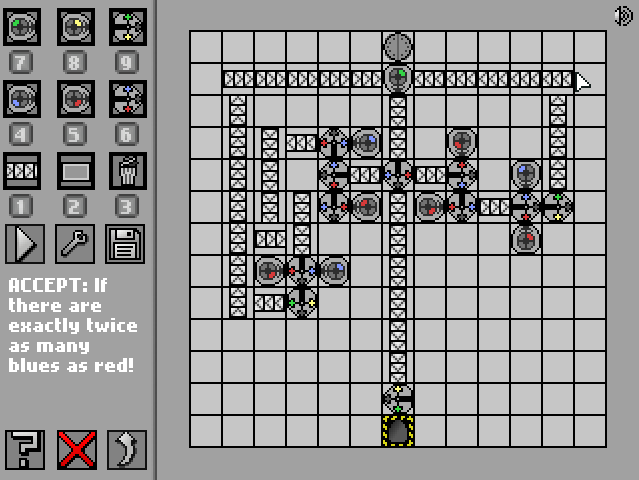 7 8 9
4 5 6
1 2 3
ACCEPT: If
there are
exactly twice
as many
blues as red!
?